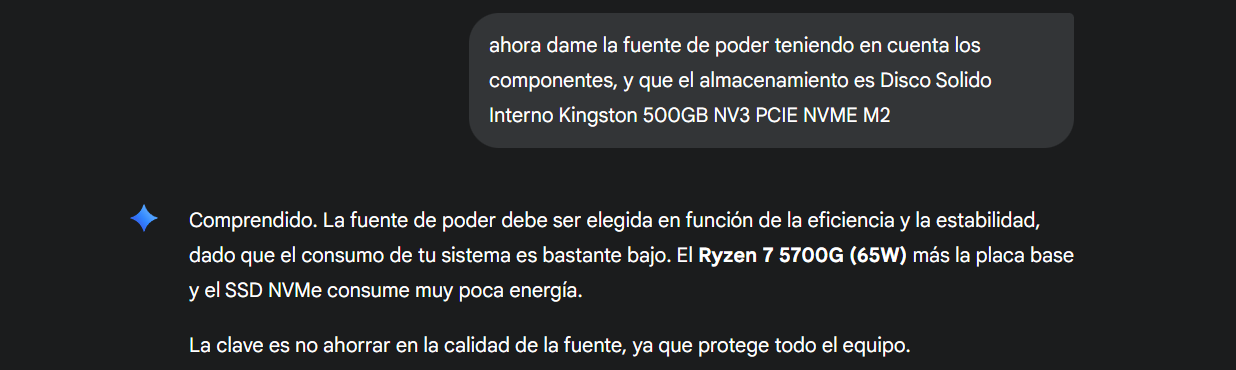 ahora dame la fuente de poder teniendo en cuenta los
componentes, y que el almacenamiento es Disco Solido
Interno Kingston 500GB NV3 PCIE NVME M2
Comprendido. La fuente de poder debe ser elegida en función de la eficiencia y la estabilidad,
dado que el consumo de tu sistema es bastante bajo. El Ryzen 7 5700G (65W) más la placa base
y el SSD NVMe consume muy poca energía.
La clave es no ahorrar en la calidad de la fuente, ya que protege todo el equipo.